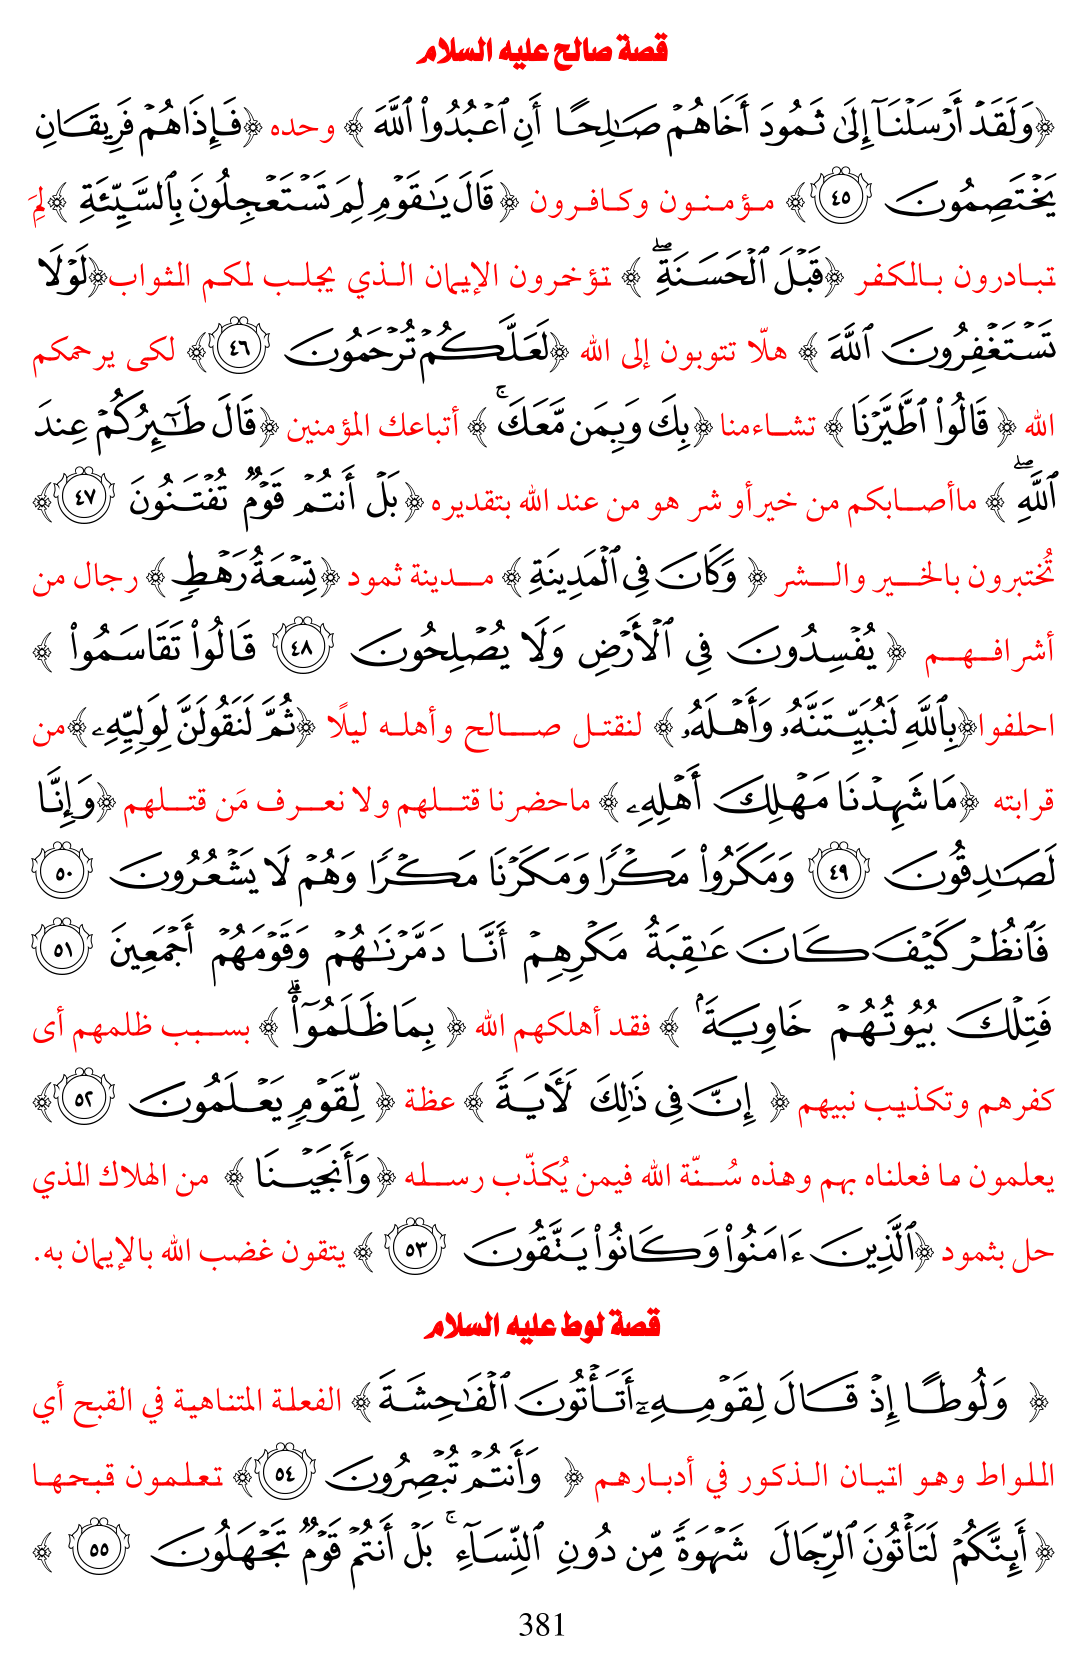 قصة صالح عليه السلام
﴿وَلَقَدۡ أَرۡسَلۡنَآ إِلَىٰ ثَمُودَ أَخَاهُمۡ صَٰلِحًا أَنِ ٱعۡبُدُواْ ٱللَّهَ ﴾ وحده ﴿فَإِذَاهُمۡ فَرِيقَانِ
يَخۡتَصِمُونَ ٤٥﴾ مؤمنون وكافرون ﴿قَالَ يَٰقَوۡمِ لِمَ تَسۡتَعۡجِلُونَ بِٱلسَّيِّئَةِ ﴾لِمَ
تبادرون بالكفر ﴿قَبۡلَ ٱلۡحَسَنَةِۖ ﴾ تؤخرون الإيمان الذي يجلب لكم الثواب﴿لَوۡلَا
تَسۡتَغۡفِرُونَ ٱللَّهَ ﴾ هلّا تتوبون إلى الله ﴿لَعَلَّكُمۡ تُرۡحَمُونَ ٤٦﴾ لكى يرحمكم
الله ﴿ قَالُواْ ٱطَّيَّرۡنَا ﴾ تشاءمنا ﴿بِكَ وَبِمَن مَّعَكَۚ ﴾ أتباعك المؤمنين ﴿قَالَ طَٰٓئِرُكُمۡ عِندَ
ٱللَّهِۖ ﴾ ماأصابكم من خيرأو شر هو من عند الله بتقديره ﴿بَلۡ أَنتُمۡ قَوۡمٞ تُفۡتَنُونَ ٤٧﴾
تُختبرون بالخير والشر ﴿ وَكَانَ فِي ٱلۡمَدِينَةِ ﴾ مدينة ثمود ﴿تِسۡعَةُ رَهۡطٖ ﴾ رجال من
أشرافهم ﴿ يُفۡسِدُونَ فِي ٱلۡأَرۡضِ وَلَا يُصۡلِحُونَ ٤٨ قَالُواْ تَقَاسَمُواْ ﴾
احلفوا﴿بِٱللَّهِ لَنُبَيِّتَنَّهُۥ وَأَهۡلَهُۥ ﴾ لنقتل صالح وأهله ليلًا ﴿ثُمَّ لَنَقُولَنَّ لِوَلِيِّهِۦ ﴾من
قرابته ﴿مَا شَهِدۡنَا مَهۡلِكَ أَهۡلِهِۦ ﴾ ماحضرنا قتلهم ولا نعرف مَن قتلهم ﴿وَإِنَّا
لَصَٰدِقُونَ ٤٩ وَمَكَرُواْ مَكۡرٗا وَمَكَرۡنَا مَكۡرٗا وَهُمۡ لَا يَشۡعُرُونَ ٥٠
فَٱنظُرۡ كَيۡفَ كَانَ عَٰقِبَةُ مَكۡرِهِمۡ أَنَّا دَمَّرۡنَٰهُمۡ وَقَوۡمَهُمۡ أَجۡمَعِينَ ٥١
فَتِلۡكَ بُيُوتُهُمۡ خَاوِيَةَۢ ﴾ فقد أهلكهم الله ﴿ بِمَا ظَلَمُوٓاْۗ ﴾ بسبب ظلمهم أى
كفرهم وتكذيب نبيهم ﴿ إِنَّ فِي ذَٰلِكَ لَأٓيَةٗ ﴾ عظة ﴿ لِّقَوۡمٖ يَعۡلَمُونَ ٥٢﴾
يعلمون ما فعلناه بهم وهذه سُنّة الله فيمن يُكذّب رسله ﴿وَأَنجَيۡنَا ﴾ من الهلاك الذي
حل بثمود ﴿ٱلَّذِينَ ءَامَنُواْ وَكَانُواْ يَتَّقُونَ ٥٣ ﴾ يتقون غضب الله بالإيمان به.
قصة لوط عليه السلام
﴿ وَلُوطًا إِذۡ قَالَ لِقَوۡمِهِۦٓ أَتَأۡتُونَ ٱلۡفَٰحِشَةَ ﴾ الفعلة المتناهية في القبح أي
اللواط وهو اتيان الذكور في أدبارهم ﴿ وَأَنتُمۡ تُبۡصِرُونَ ٥٤﴾ تعلمون قبحها
﴿ أَئِنَّكُمۡ لَتَأۡتُونَ ٱلرِّجَالَ شَهۡوَةٗ مِّن دُونِ ٱلنِّسَآءِۚ بَلۡ أَنتُمۡ قَوۡمٞ تَجۡهَلُونَ ٥٥ ﴾
381